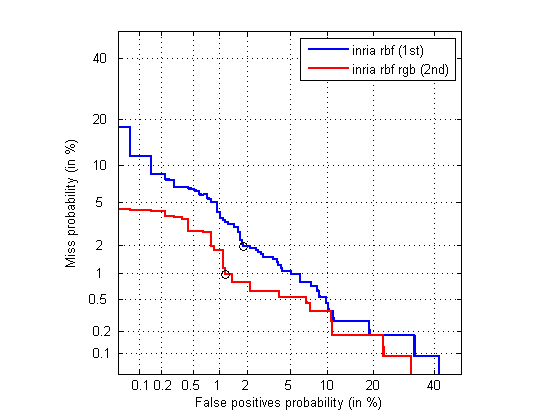 inria rbf (1st)
inria rbf rgb (2nd)
40
20
10
5
2
1
0.5
0.2
0.1
Miss probability (in %)
0.1 0.2 0.5 1 2 5 10 20 40
False positives probability (in %)